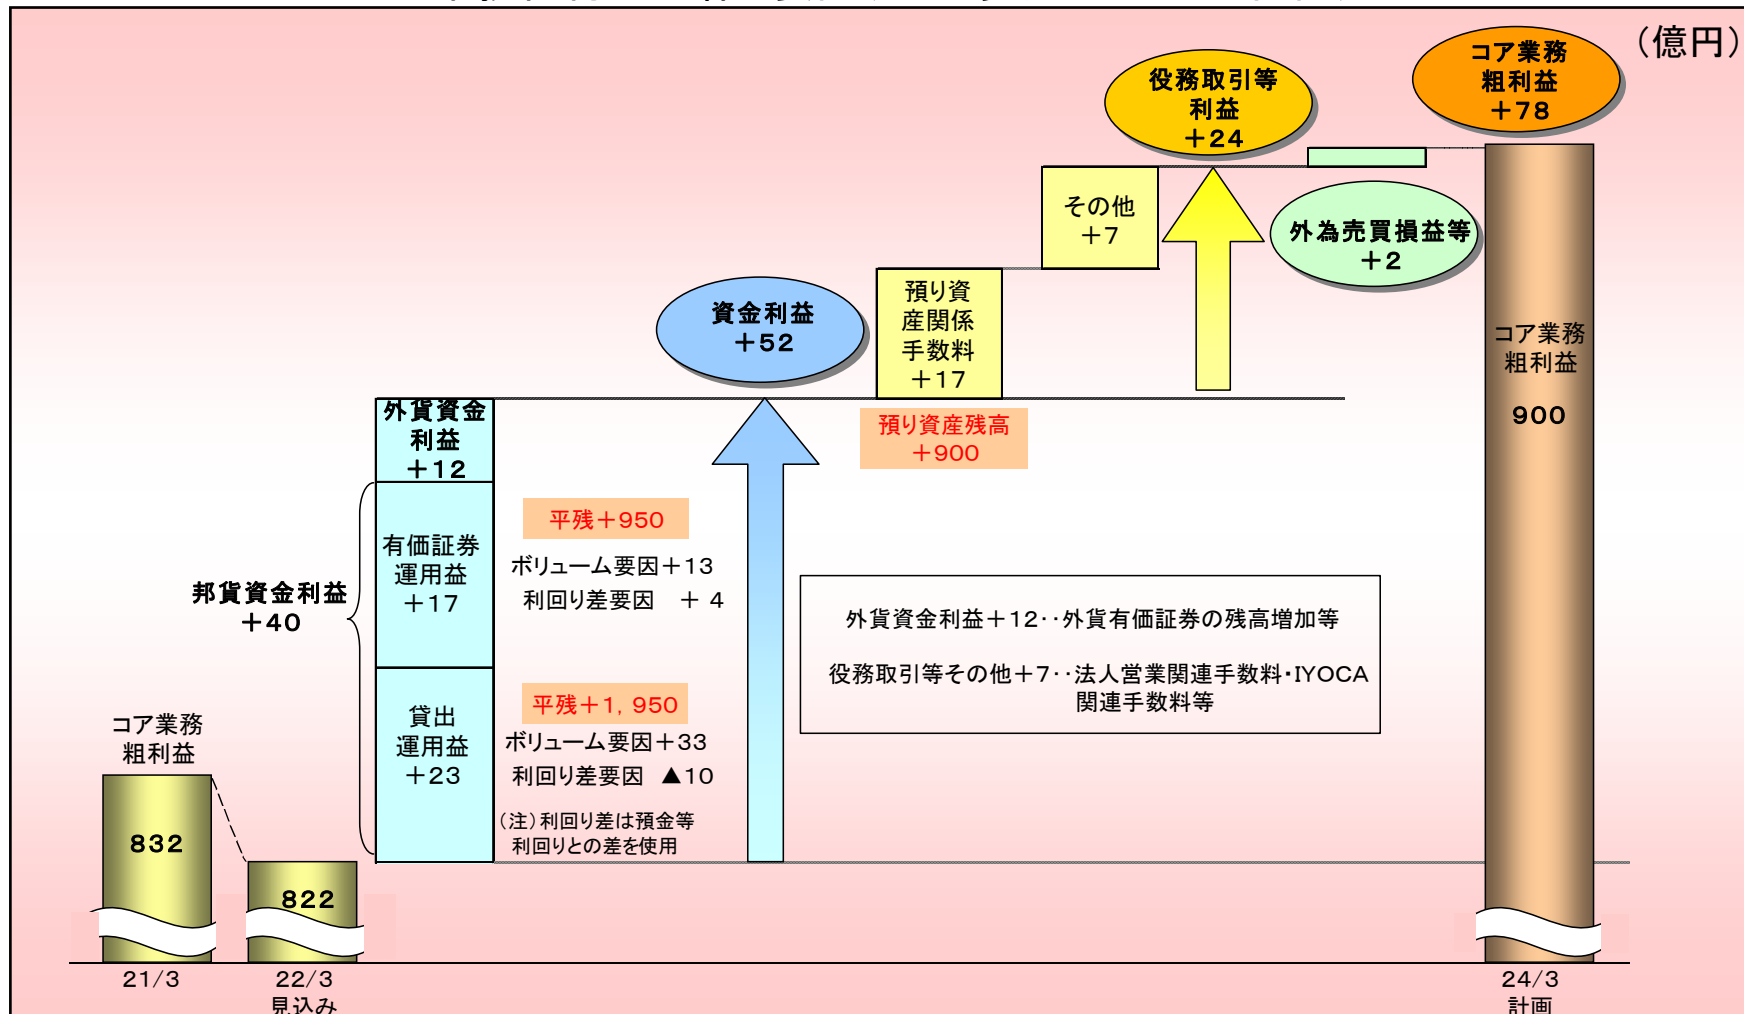 （億円）
コア業務
粗利益
＋78
役務取引等
利益
＋24
外為売買損益等
＋2
その他
＋7
預り資
産関係
手数料
＋17
預り資産残高
＋900
資金利益
＋52
コア業務
粗利益
900
外貨資金
利益
＋12
有価証券
運用益
＋17
平残＋950
ボリューム要因＋13
利回り差要因　＋ 4
邦貨資金利益
＋40
貸出
運用益
＋23
平残＋1，950
ボリューム要因＋33
利回り差要因　▲10
（注）利回り差は預金等
利回りとの差を使用
外貨資金利益＋12‥外貨有価証券の残高増加等
役務取引等その他＋7‥法人営業関連手数料・IYOCA
関連手数料等
コア業務
粗利益
832
822
21/3
22/3
見込み
24/3
計画